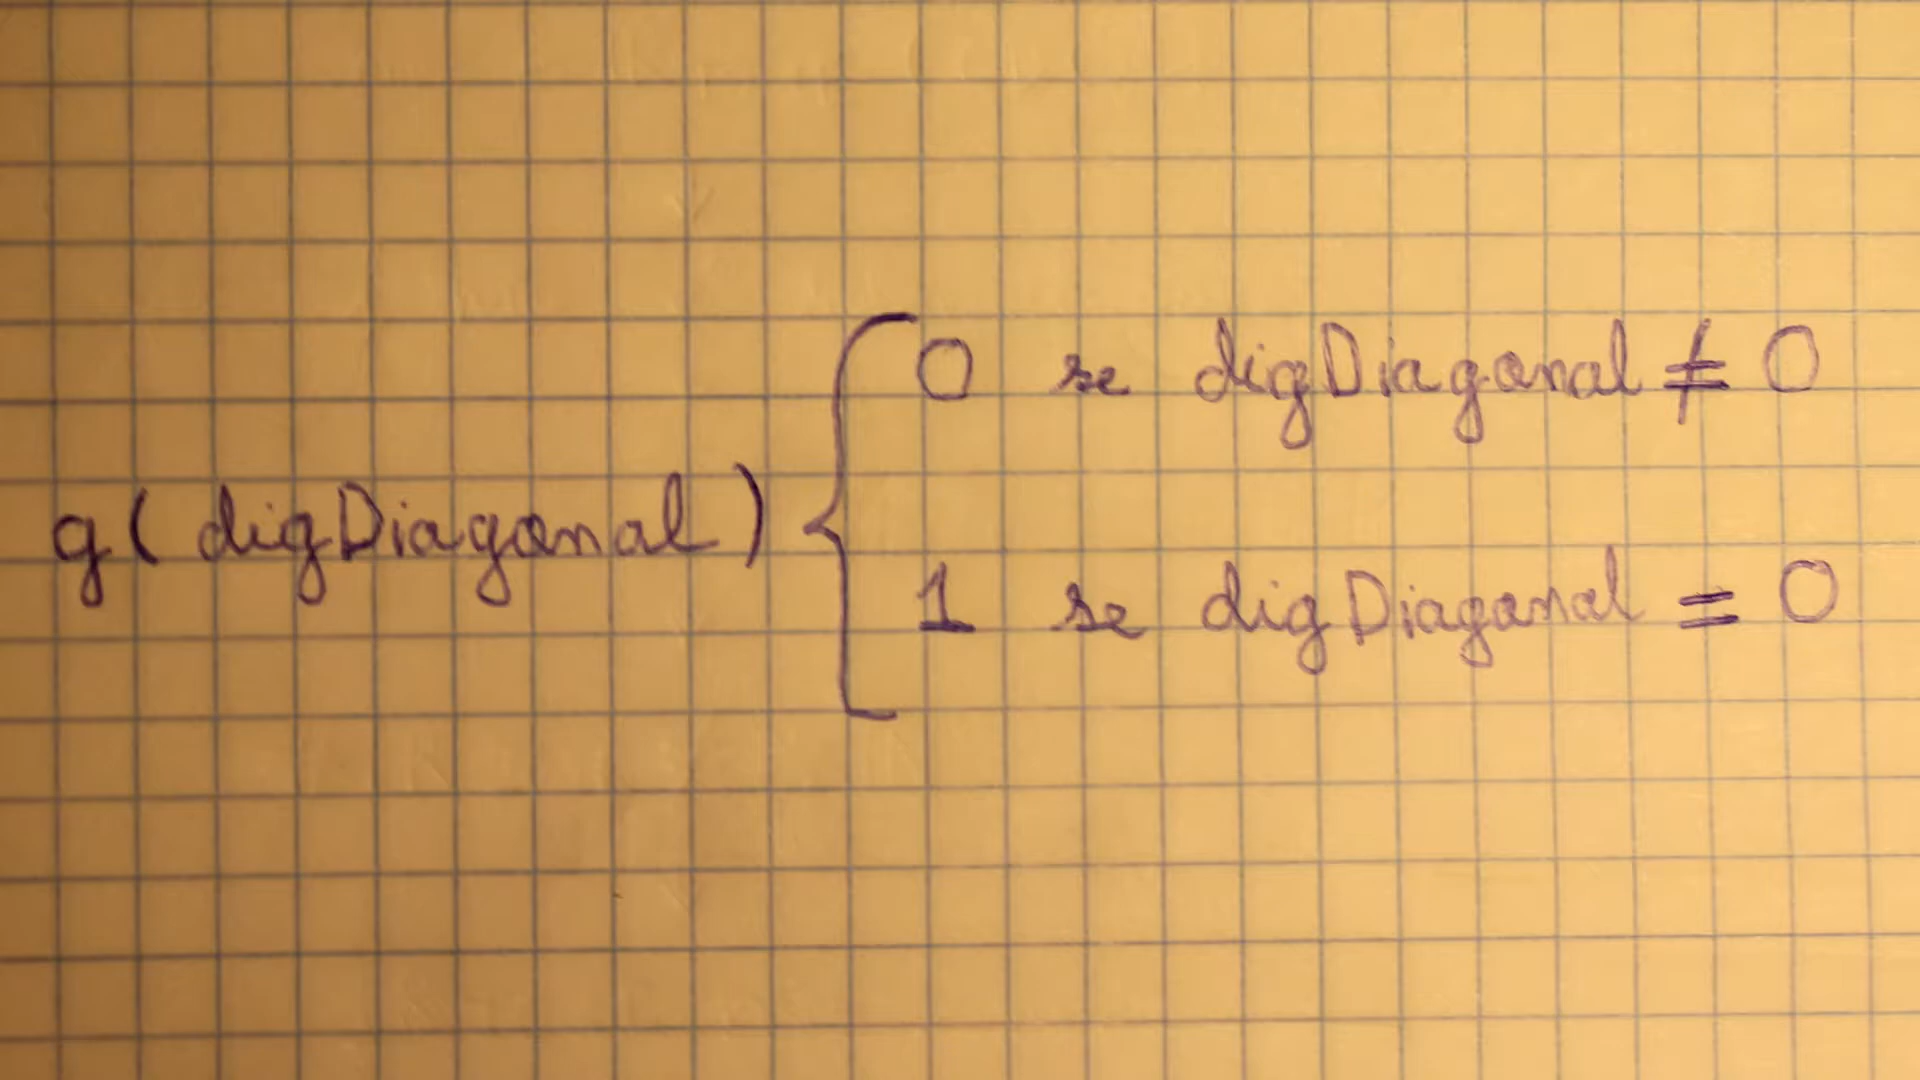 0 se digDiagonal ≠ 0
g( digDiagonal ) {
1 se digDiagonal = 0